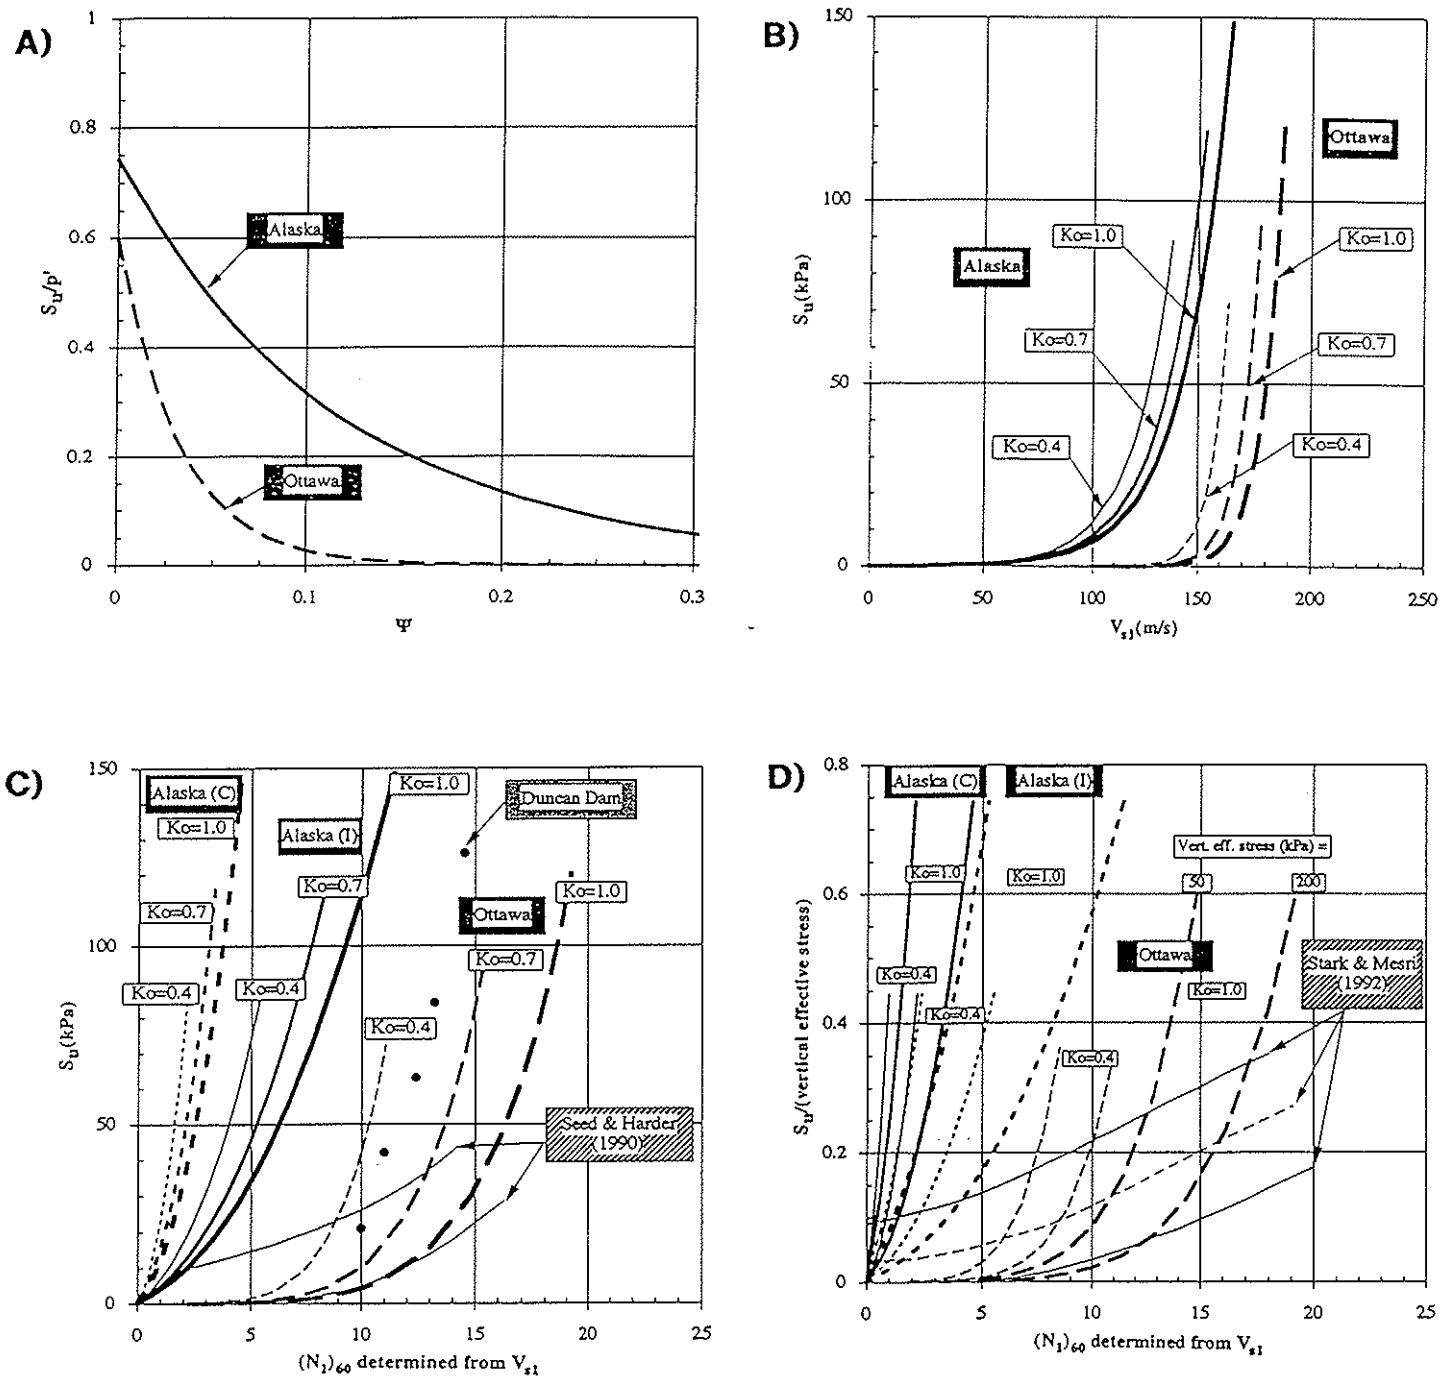 A)
1
0.8
0.6
0.4
0.2
0
Su/p'
Alaska
Ottawa
0
0.1
0.2
0.3
Ψ
B)
150
100
50
0
Su(kPa)
Ottawa
Ko=1.0
Ko=1.0
Alaska
Ko=0.7
Ko=0.7
Ko=0.4
Ko=0.4
0
50
100
150
200
250
Vs1(m/s)
C)
150
100
50
0
Su(kPa)
Alaska (C)
Ko=1.0
Ko=1.0
Duncan Dam
Alaska (I)
Ko=0.7
Ko=1.0
Ko=0.7
Ottawa
Ko=0.7
Ko=0.4
Ko=0.4
Ko=0.4
Seed & Harder
(1990)
0
5
10
15
20
25
(N1)60 determined from Vs1
D)
0.8
0.6
0.4
0.2
0
Su/(vertical effective stress)
Alaska (C)
Alaska (I)
Vert. eff. stress (kPa) =
Ko=1.0
Ko=1.0
50
200
Ottawa
Stark & Mesri
(1992)
Ko=0.4
Ko=1.0
Ko=0.4
Ko=0.4
0
5
10
15
20
25
(N1)60 determined from Vs1